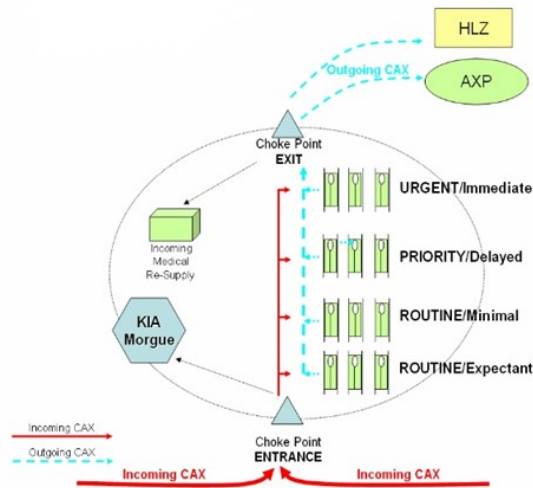 HLZ
Outgoing CAX
AXP
Choke Point
EXIT
URGENT/Immediate
Incoming
Medical
Re-Supply
PRIORITY/Delayed
KIA
Morgue
ROUTINE/Minimal
ROUTINE/Expectant
Choke Point
ENTRANCE
Incoming CAX
Outgoing CAX
Incoming CAX
Incoming CAX